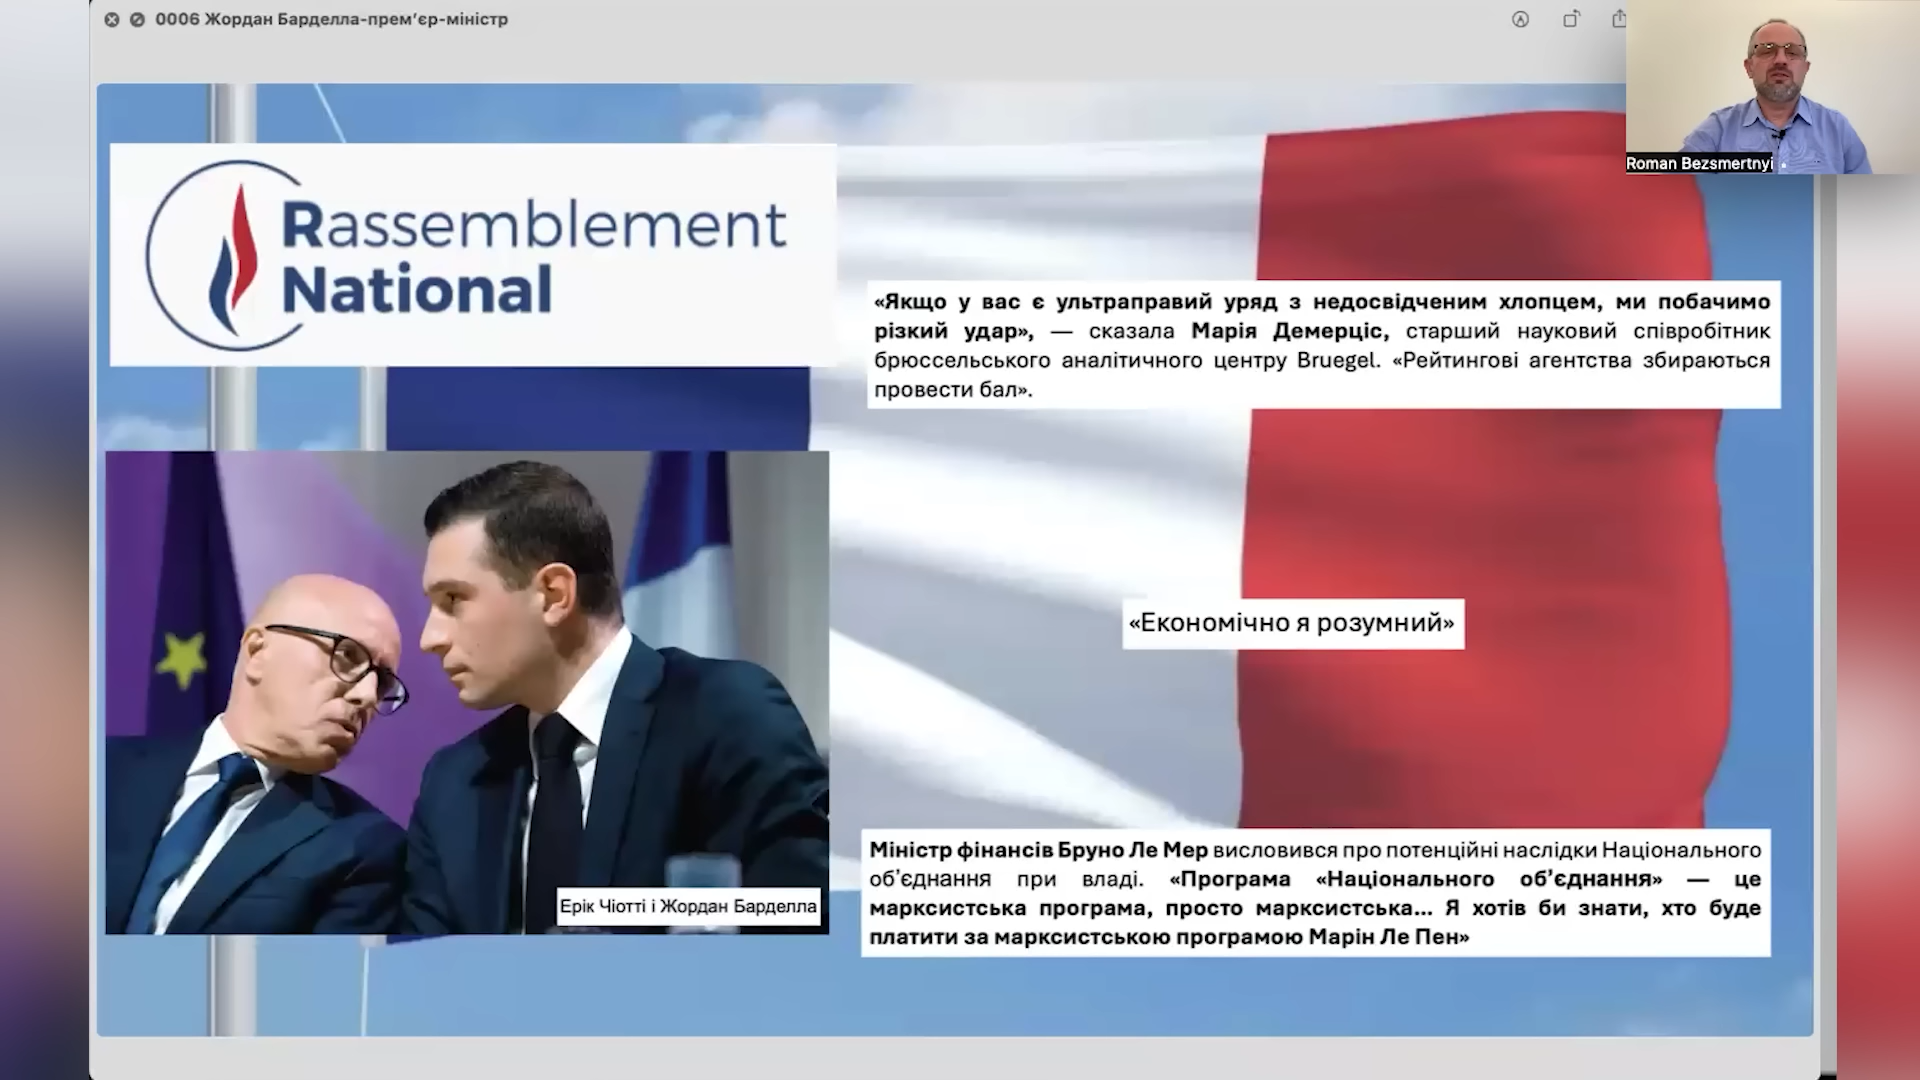 0006 Жордан Барделла-прем’єр-міністр
Roman Bezsmertnyi
Rassemblement
National
«Якщо у вас є ультраправий уряд з недосвідченим хлопцем, ми побачимо
різкий удар», — сказала Марія Демерціс, старший науковий співробітник
брюссельського аналітичного центру Bruegel. «Рейтингові агентства збираються
провести бал».
«Економічно я розумний»
Ерік Чіотті і Жордан Барделла
Міністр фінансів Бруно Ле Мер висловився про потенційні наслідки Національного
об’єднання при владі. «Програма «Національного об’єднання» — це
марксистська програма, просто марксистська... Я хотів би знати, хто буде
платити за марксистською програмою Марін Ле Пен»